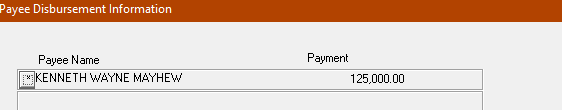 Payee Disbursement Information
Payee Name Payment
KENNETH WAYNE MAYHEW 125,000.00